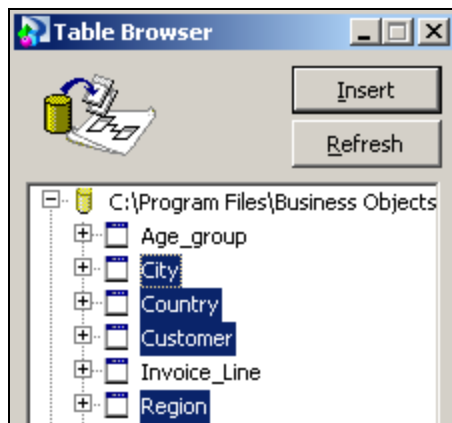 Table Browser
Insert
Refresh
C:\Program Files\Business Objects
Age_group
City
Country
Customer
Invoice_Line
Region